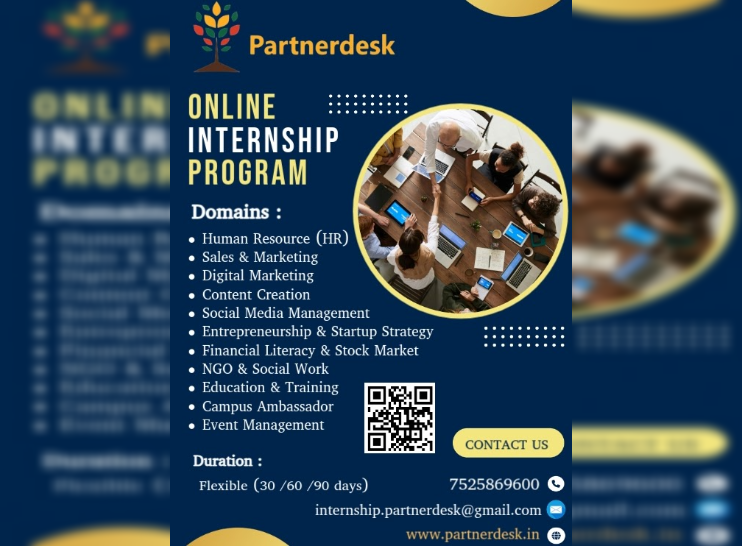 Partnerdesk
ONLINE
INTERNSHIP
PROGRAM
Domains :
• Human Resource (HR)
• Sales & Marketing
• Digital Marketing
• Content Creation
• Social Media Management
• Entrepreneurship & Startup Strategy
• Financial Literacy & Stock Market
• NGO & Social Work
• Education & Training
• Campus Ambassador
• Event Management
Duration :
Flexible (30 /60 /90 days)
CONTACT US
7525869600
internship.partnerdesk@gmail.com
www.partnerdesk.in